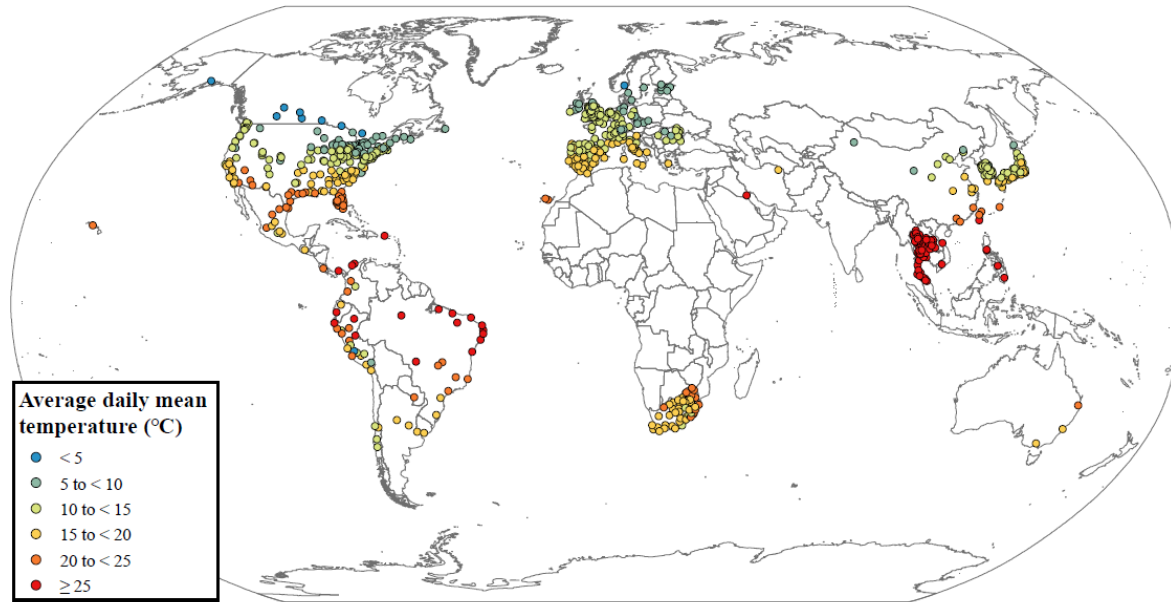 Average daily mean
temperature (°C)
< 5
5 to < 10
10 to < 15
15 to < 20
20 to < 25
≥ 25